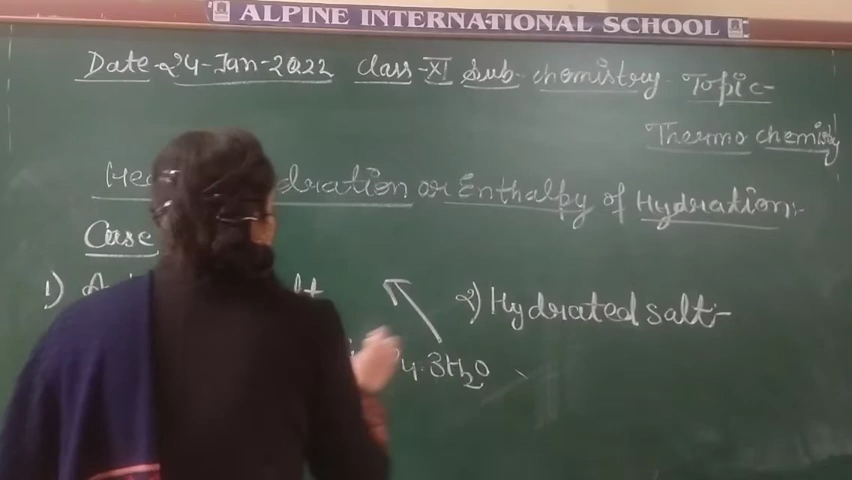 ALPINE INTERNATIONAL SCHOOL
Date-24-Jan-2022 Class-XI Sub-chemistry Topic-
Thermo chemistry
dration or Enthalpy of Hydration:-
Case
1) 2) Hydrated salt:-
4.3H2O